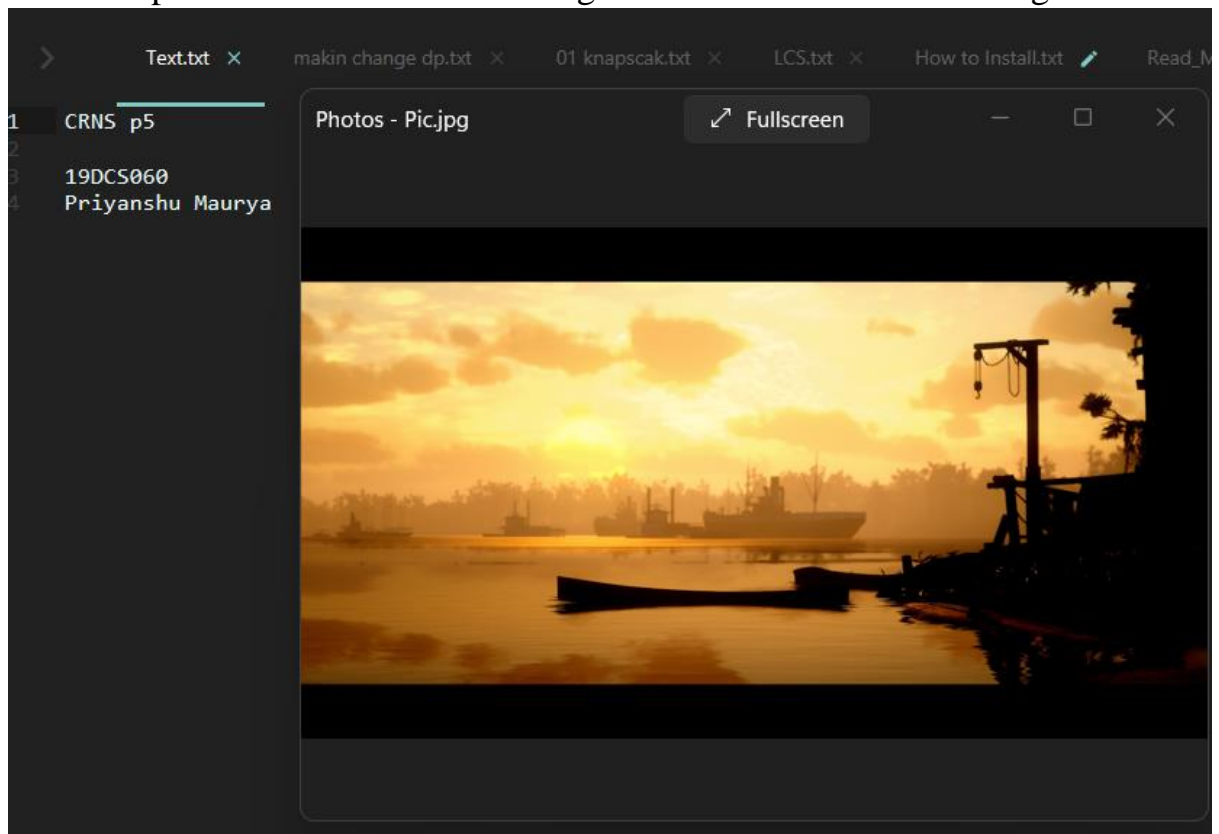 Text.txt × makin change dp.txt × 01 knapscak.txt × LCS.txt × How to Install.txt Read_M
1 CRNS p5
2
3 19DCS060
4 Priyanshu Maurya
Photos - Pic.jpg Fullscreen